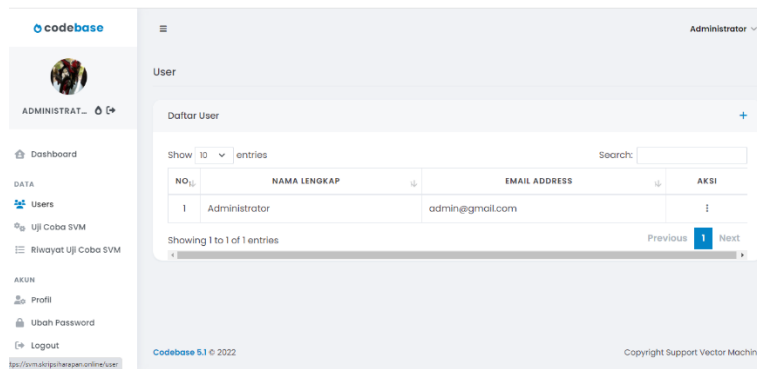 codebase
Administrator
ADMINISTRAT...
Dashboard
DATA
Users
Uji Coba SVM
Riwayat Uji Coba SVM
AKUN
Profil
Ubah Password
Logout
tps://svm.skripsiharapan.online/user
User
Daftar User
Show 10 entries
Search:
NO NAMA LENGKAP EMAIL ADDRESS AKSI
1 Administrator admin@gmail.com
Showing 1 to 1 of 1 entries
Previous 1 Next
Codebase 5.1 © 2022
Copyright Support Vector Machin